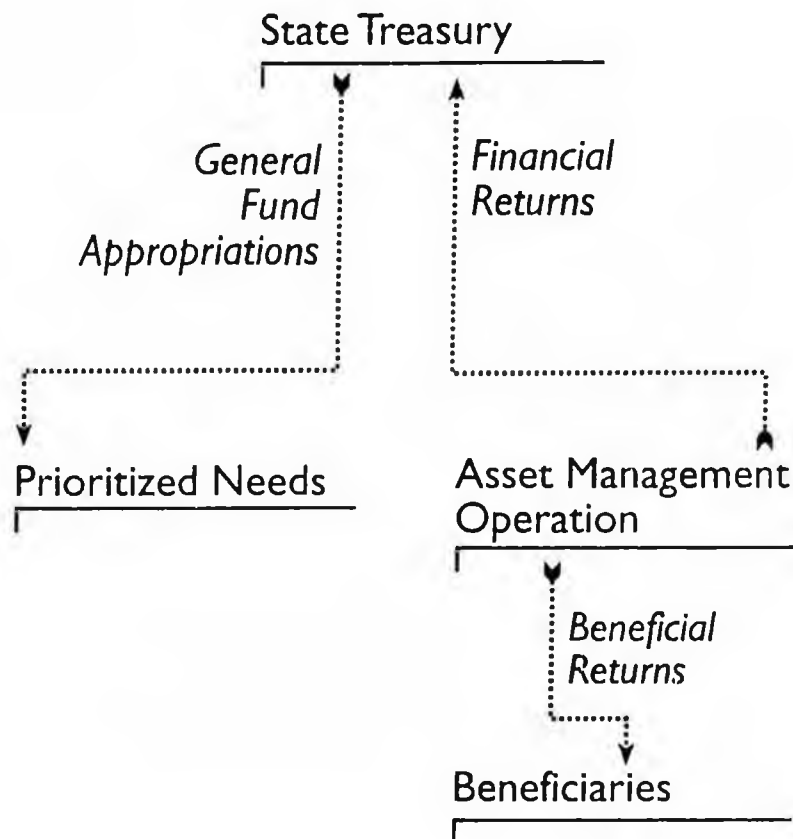 State Treasury
General
Fund
Appropriations
Financial
Returns
Prioritized Needs
Asset Management
Operation
Beneficial
Returns
Beneficiaries